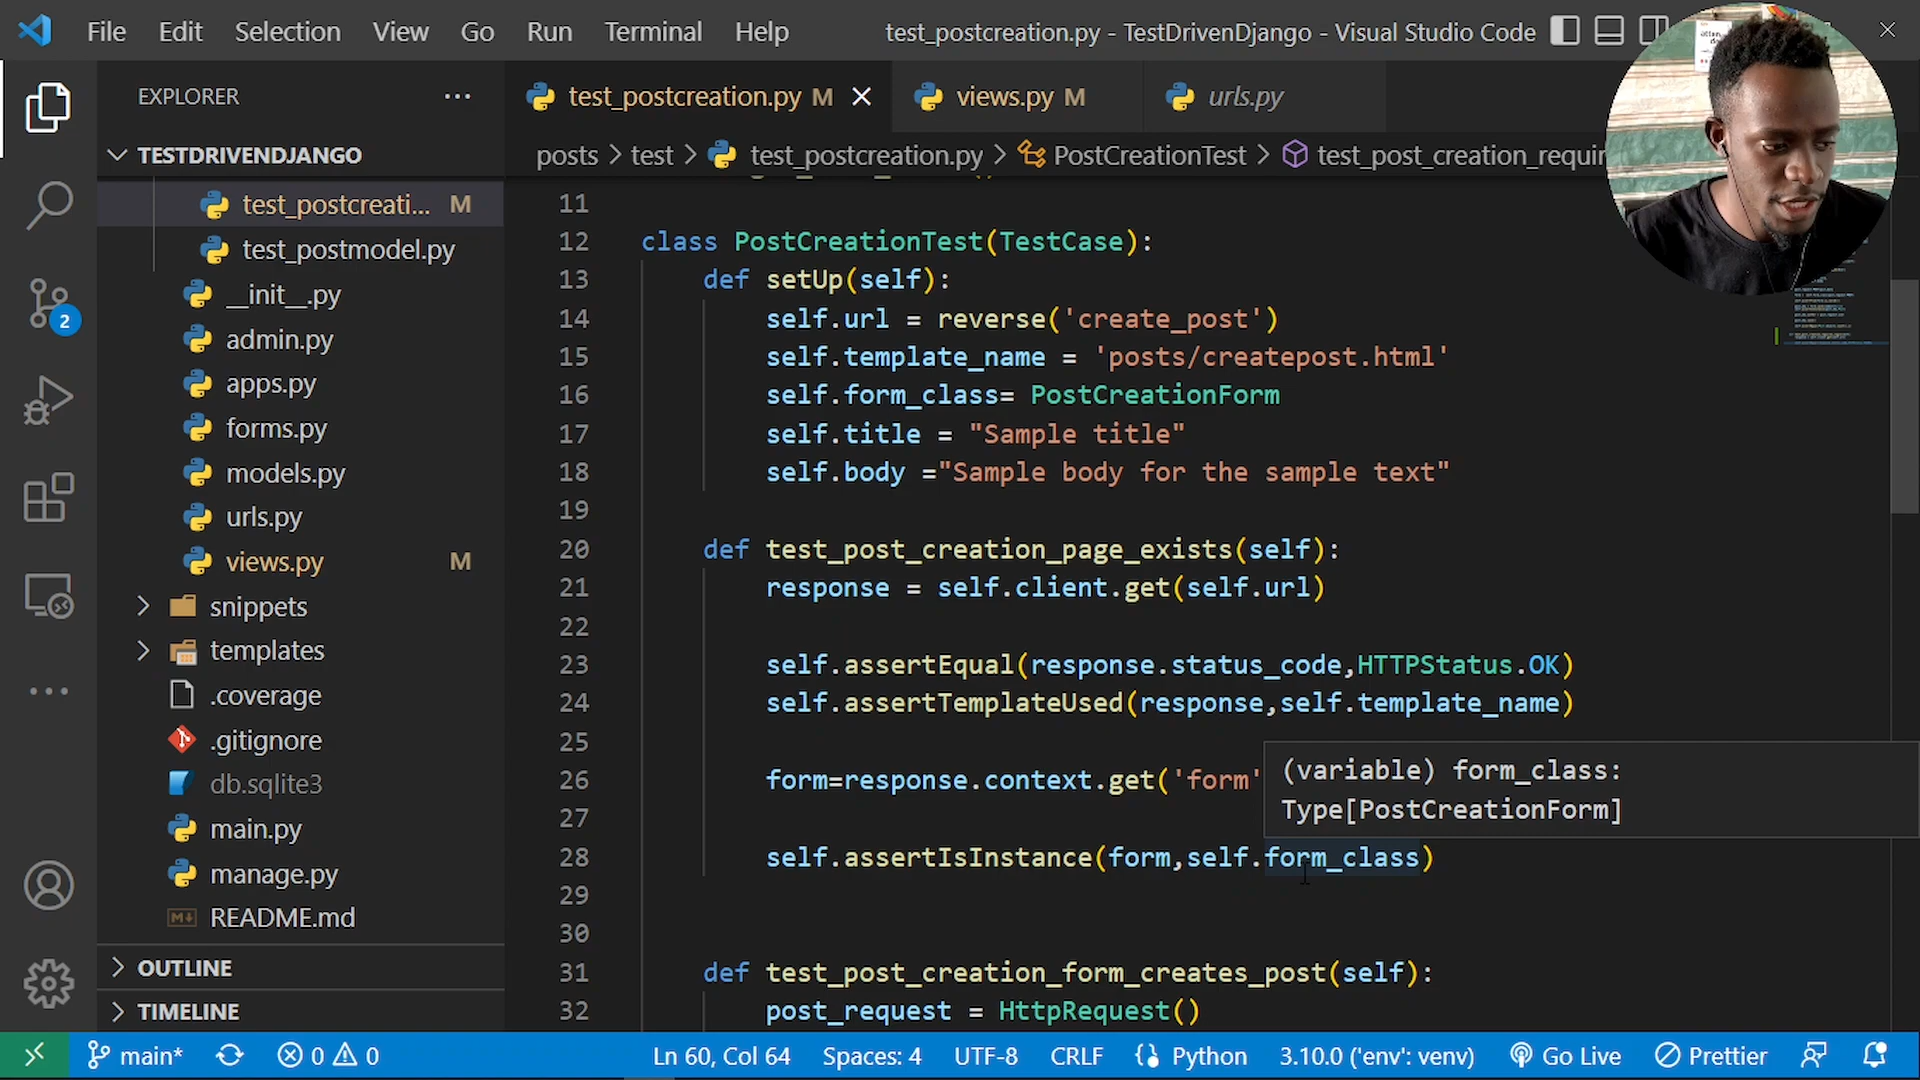 File Edit Selection View Go Run Terminal Help test_postcreation.py - TestDrivenDjango - Visual Studio Code
EXPLORER ...
test_postcreation.py M
views.py M
urls.py
TESTDRIVENDJANGO
posts > test > test_postcreation.py > PostCreationTest > test_post_creation_requir
test_postcreati... M
test_postmodel.py
__init__.py
admin.py
apps.py
forms.py
models.py
urls.py
views.py M
snippets
templates
.coverage
.gitignore
db.sqlite3
main.py
manage.py
README.md
OUTLINE
TIMELINE
2
11
12 class PostCreationTest(TestCase):
13 def setUp(self):
14 self.url = reverse('create_post')
15 self.template_name = 'posts/createpost.html'
16 self.form_class= PostCreationForm
17 self.title = "Sample title"
18 self.body ="Sample body for the sample text"
19
20 def test_post_creation_page_exists(self):
21 response = self.client.get(self.url)
22
23 self.assertEqual(response.status_code,HTTPStatus.OK)
24 self.assertTemplateUsed(response,self.template_name)
25
26 form=response.context.get('form'
27
28 self.assertIsInstance(form,self.form_class)
29
30
31 def test_post_creation_form_creates_post(self):
32 post_request = HttpRequest()
(variable) form_class:
Type[PostCreationForm]
main* 0 0 Ln 60, Col 64 Spaces: 4 UTF-8 CRLF Python 3.10.0 ('env': venv) Go Live Prettier